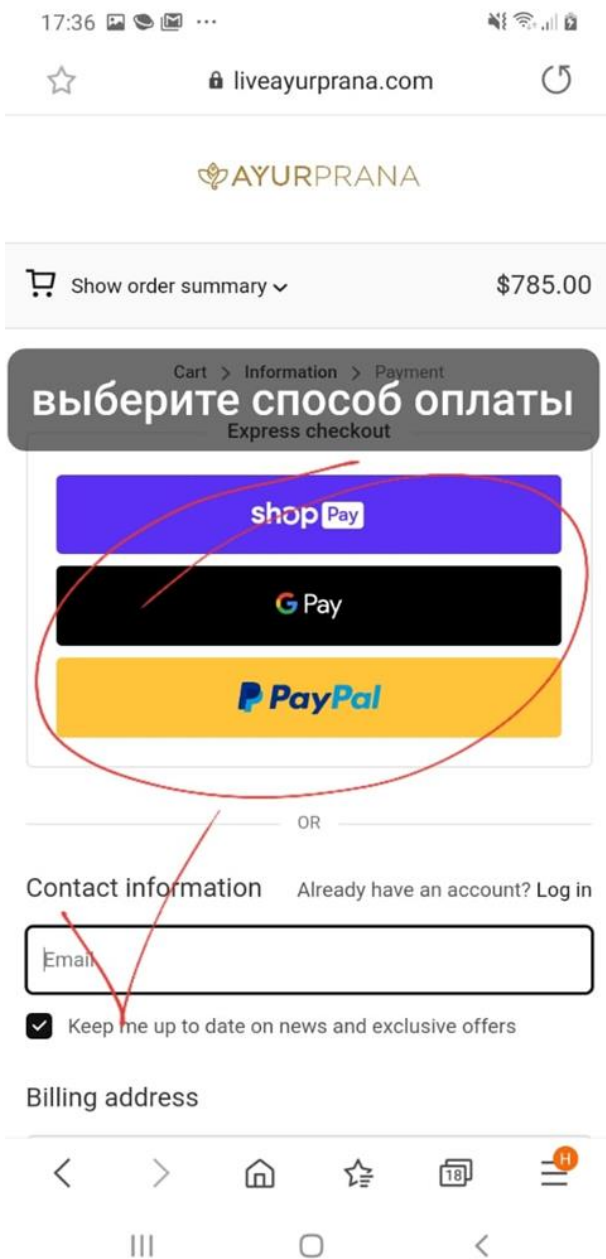 17:36
liveayurprana.com
AYURPRANA
Show order summary $785.00
Cart > Information > Payment
выберите способ оплаты
Express checkout
shop Pay
G Pay
PayPal
OR
Contact information Already have an account? Log in
Email
Keep me up to date on news and exclusive offers
Billing address
18
H